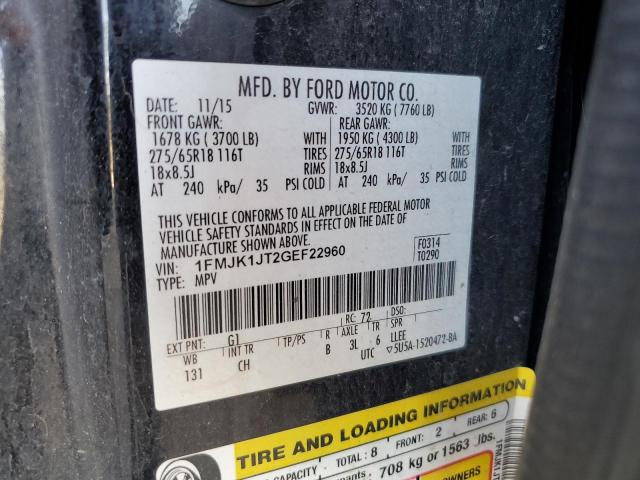 MFD. BY FORD MOTOR CO.
DATE: 11/15 GVWR: 3520 KG ( 7760 LB)
FRONT GAWR: REAR GAWR:
1678 KG ( 3700 LB) WITH 1950 KG ( 4300 LB) WITH
275/65R18 116T TIRES 275/65R18 116T TIRES
18x8.5J RIMS 18x8.5J RIMS
AT 240 kPa/ 35 PSI COLD AT 240 kPa/ 35 PSI COLD
THIS VEHICLE CONFORMS TO ALL APPLICABLE FEDERAL MOTOR
VEHICLE SAFETY STANDARDS IN EFFECT ON THE DATE OF
MANUFACTURE SHOWN ABOVE.
VIN: 1FMJK1JT2GEF22960 F0314
TYPE: MPV T0290
EXT PNT: G1 RC: 72 DSO:
WB INT TR TP/PS R AXLE TR SPR
131 CH B 3L 6 LLEE
UTC ▽5U5A-1520472-BA
TIRE AND LOADING INFORMATION
CAPACITY TOTAL: 8 FRONT: 2 REAR: 6
708 kg or 1563 lbs.
OWNERS